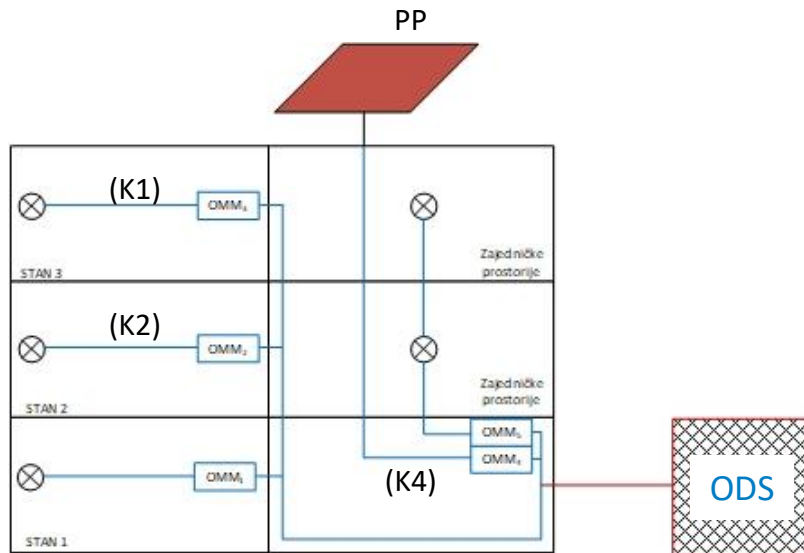 PP
(K1)
OMM₃
STAN 3
Zajedničke
prostorije
(K2)
OMM₂
STAN 2
Zajedničke
prostorije
OMM₅
OMM₄
(K4)
OMM₁
STAN 1
ODS